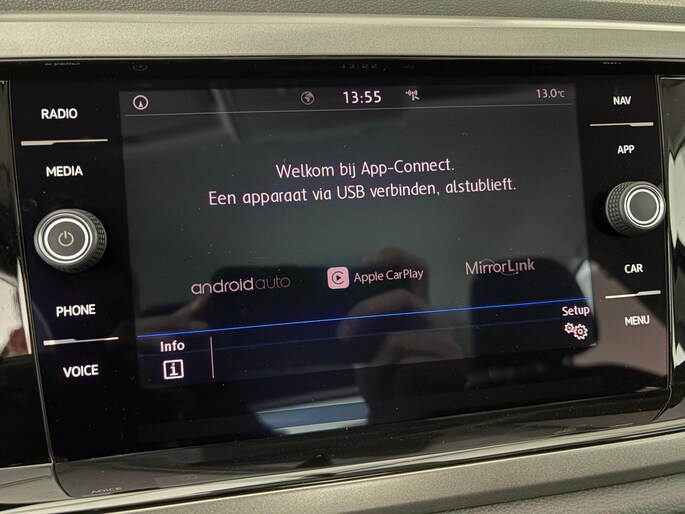 RADIO
MEDIA
PHONE
VOICE
13:55
13.0°C
Welkom bij App-Connect.
Een apparaat via USB verbinden, alstublieft.
androidauto
Apple CarPlay
MirrorLink
Info
i
Setup
NAV
APP
CAR
MENU